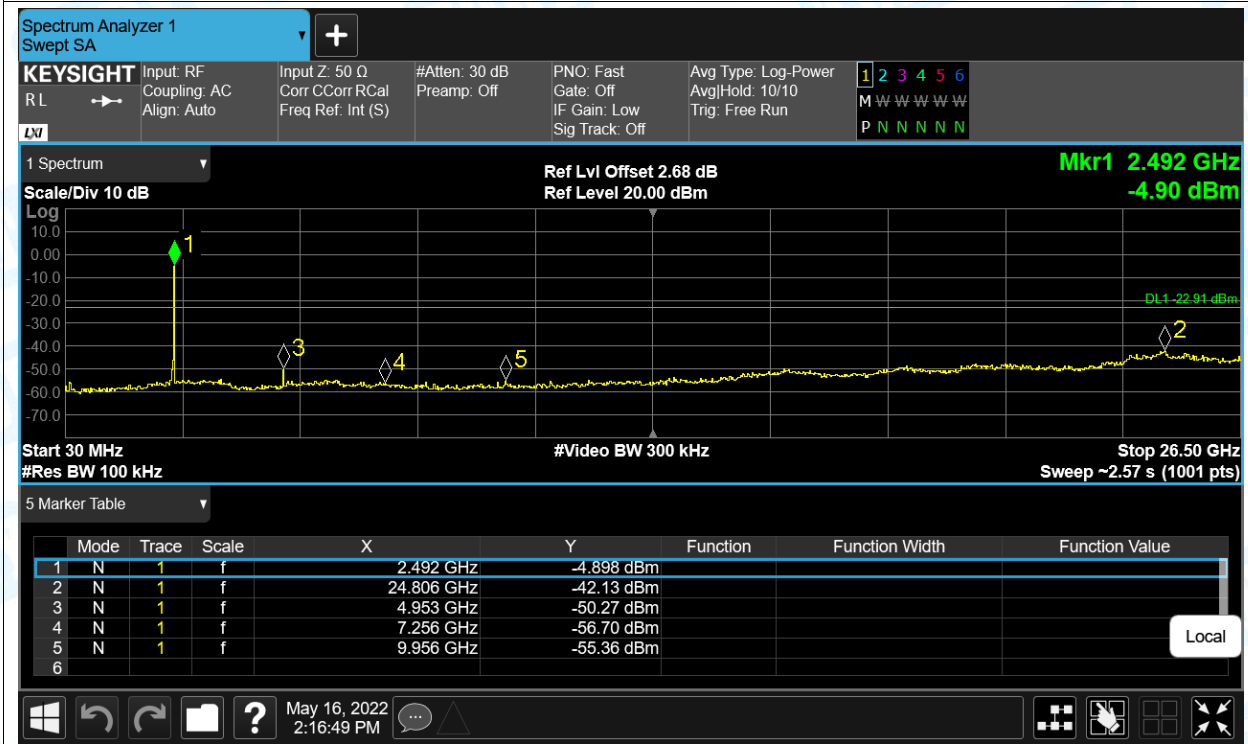 Spectrum Analyzer 1
Swept SA
+
KEYSIGHT Input: RF Input Z: 50 Ω #Atten: 30 dB PNO: Fast Avg Type: Log-Power 1 2 3 4 5 6
R L Coupling: AC Corr CCorr RCal Preamp: Off Gate: Off Avg|Hold: 10/10 M W W W W W
Align: Auto Freq Ref: Int (S) IF Gain: Low Trig: Free Run
LXI Sig Track: Off P N N N N N
1 Spectrum Ref Lvl Offset 2.68 dB Mkr1 2.492 GHz
Scale/Div 10 dB Ref Level 20.00 dBm -4.90 dBm
Log
10.0
0.00
-10.0
-20.0
-30.0
-40.0
-50.0
-60.0
-70.0
1
DL1 -22.91 dBm
2
3
4
5
Start 30 MHz #Video BW 300 kHz Stop 26.50 GHz
#Res BW 100 kHz Sweep ~2.57 s (1001 pts)
5 Marker Table
Mode Trace Scale X Y Function Function Width Function Value
1 N 1 f 2.492 GHz -4.898 dBm
2 N 1 f 24.806 GHz -42.13 dBm
3 N 1 f 4.953 GHz -50.27 dBm
4 N 1 f 7.256 GHz -56.70 dBm
5 N 1 f 9.956 GHz -55.36 dBm
6
Local
? May 16, 2022
2:16:49 PM